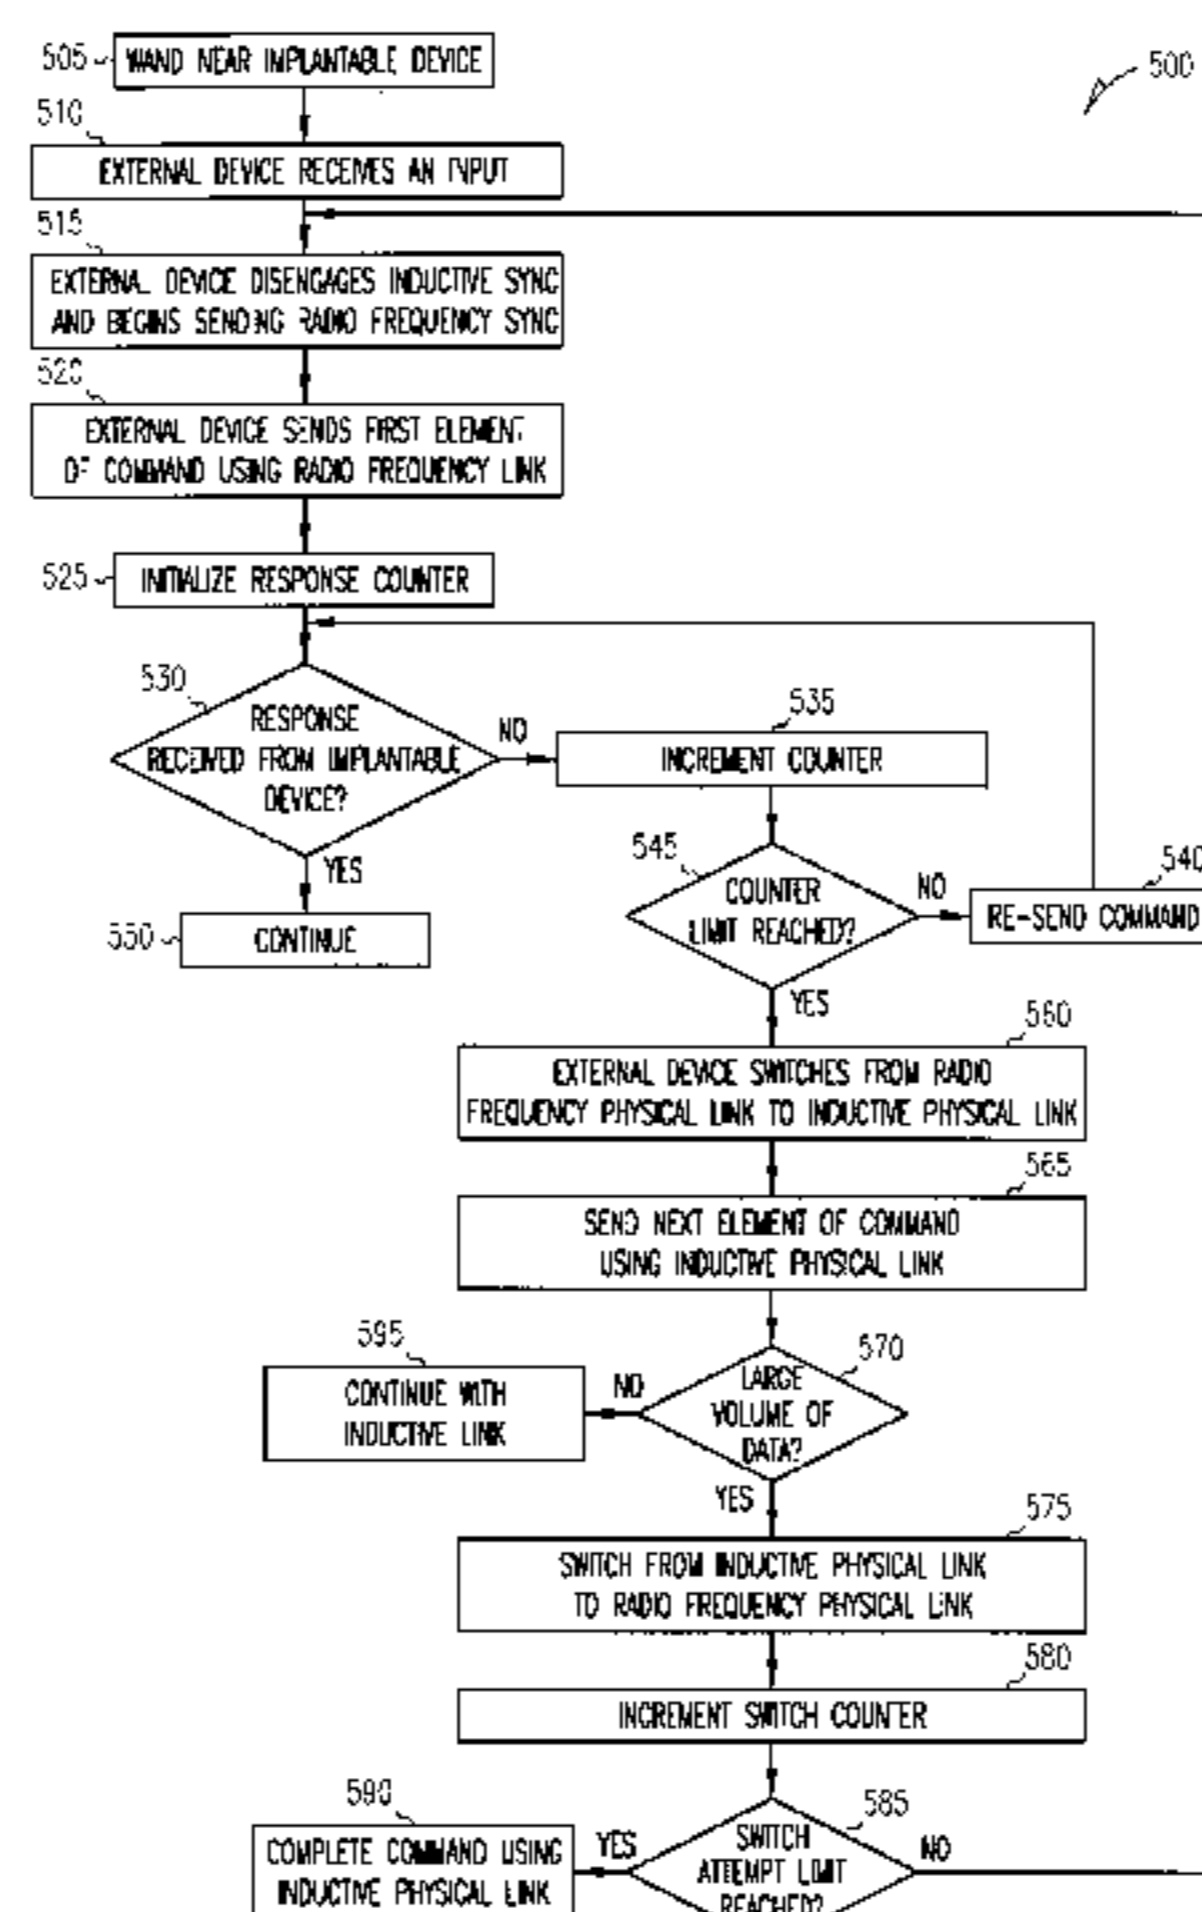 505
WAND NEAR IMPLANTABLE DEVICE
500
510
EXTERNAL DEVICE RECEIVES AN INPUT
515
EXTERNAL DEVICE DISENGAGES INDUCTIVE SYNC
AND BEGINS SENDING RADIO FREQUENCY SYNC
520
EXTERNAL DEVICE SENDS FIRST ELEMENT
OF COMMAND USING RADIO FREQUENCY LINK
525
INITIALIZE RESPONSE COUNTER
530
RESPONSE
RECEIVED FROM IMPLANTABLE
DEVICE?
NO
535
INCREMENT COUNTER
YES
545
COUNTER
LIMIT REACHED?
NO
540
RE-SEND COMMAND
550
CONTINUE
YES
560
EXTERNAL DEVICE SWITCHES FROM RADIO
FREQUENCY PHYSICAL LINK TO INDUCTIVE PHYSICAL LINK
565
SEND NEXT ELEMENT OF COMMAND
USING INDUCTIVE PHYSICAL LINK
595
CONTINUE WITH
INDUCTIVE LINK
NO
570
LARGE
VOLUME OF
DATA?
YES
575
SWITCH FROM INDUCTIVE PHYSICAL LINK
TO RADIO FREQUENCY PHYSICAL LINK
580
INCREMENT SWITCH COUNTER
590
COMPLETE COMMAND USING
INDUCTIVE PHYSICAL LINK
YES
585
SWITCH
ATTEMPT LIMIT
REACHED?
NO